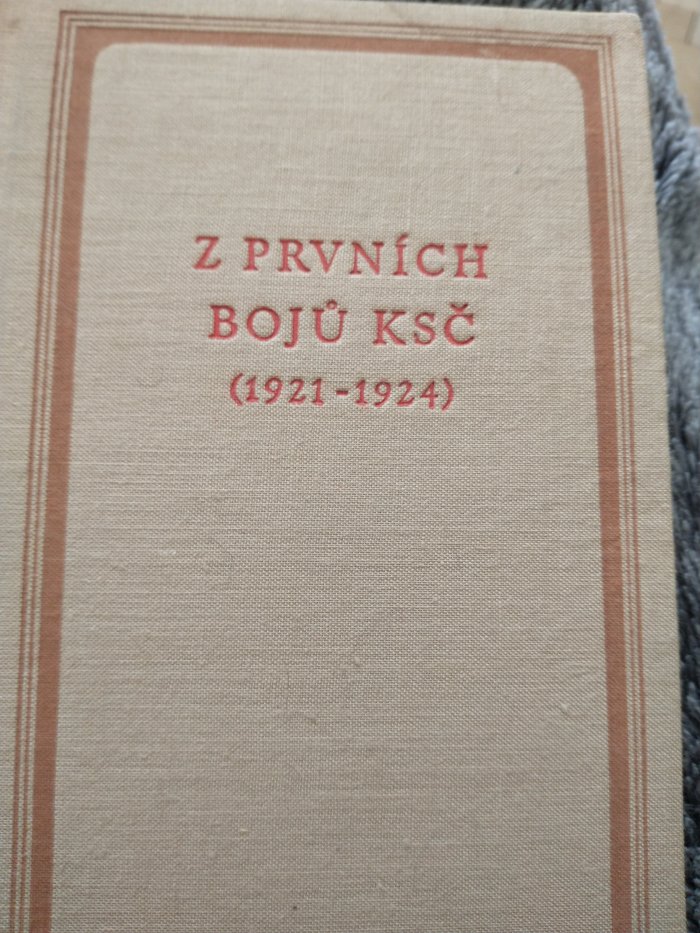 Z PRVNÍCH
BOJŮ KSČ
(1921-1924)